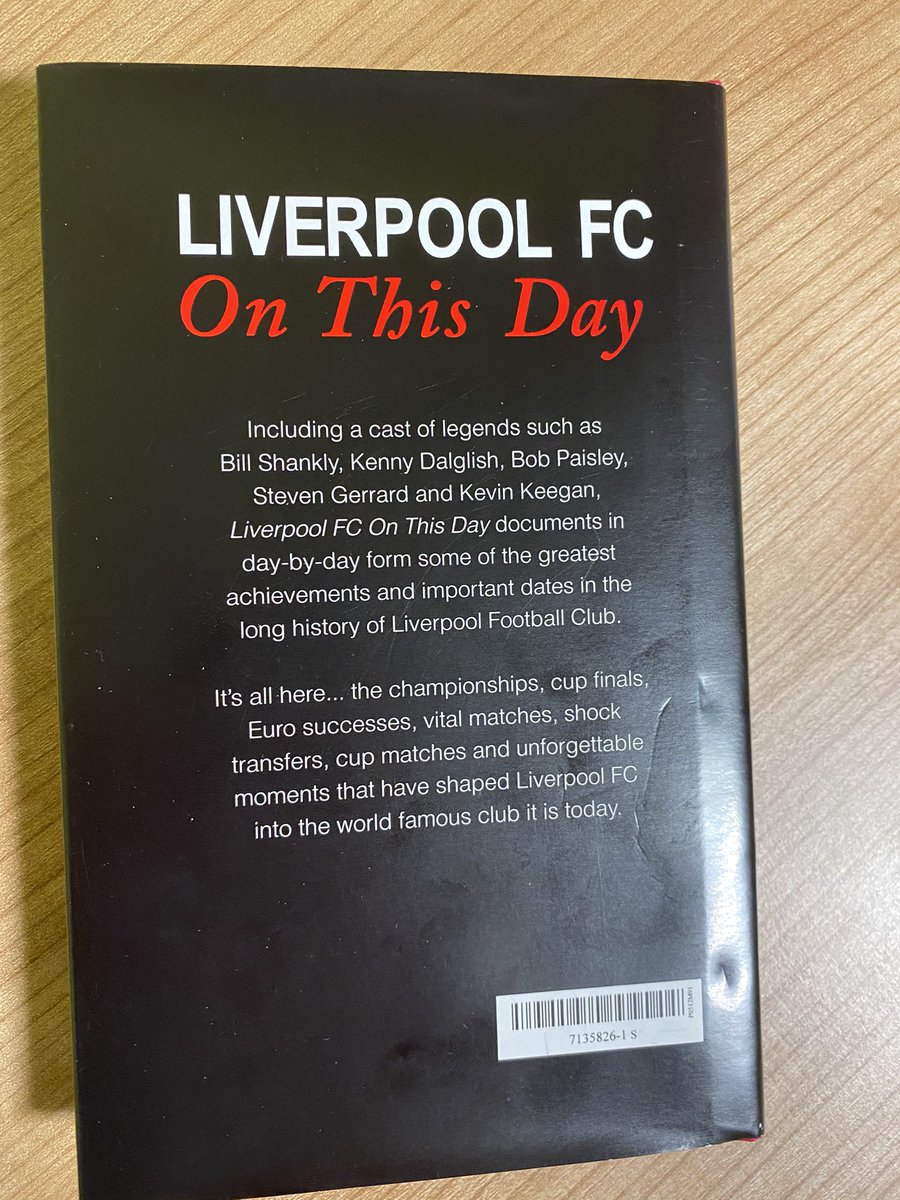 LIVERPOOL FC
On This Day
Including a cast of legends such as
Bill Shankly, Kenny Dalglish, Bob Paisley,
Steven Gerrard and Kevin Keegan,
Liverpool FC On This Day documents in
day-by-day form some of the greatest
achievements and important dates in the
long history of Liverpool Football Club.
It's all here... the championships, cup finals,
Euro successes, vital matches, shock
transfers, cup matches and unforgettable
moments that have shaped Liverpool FC
into the world famous club it is today.
7135826-1 S